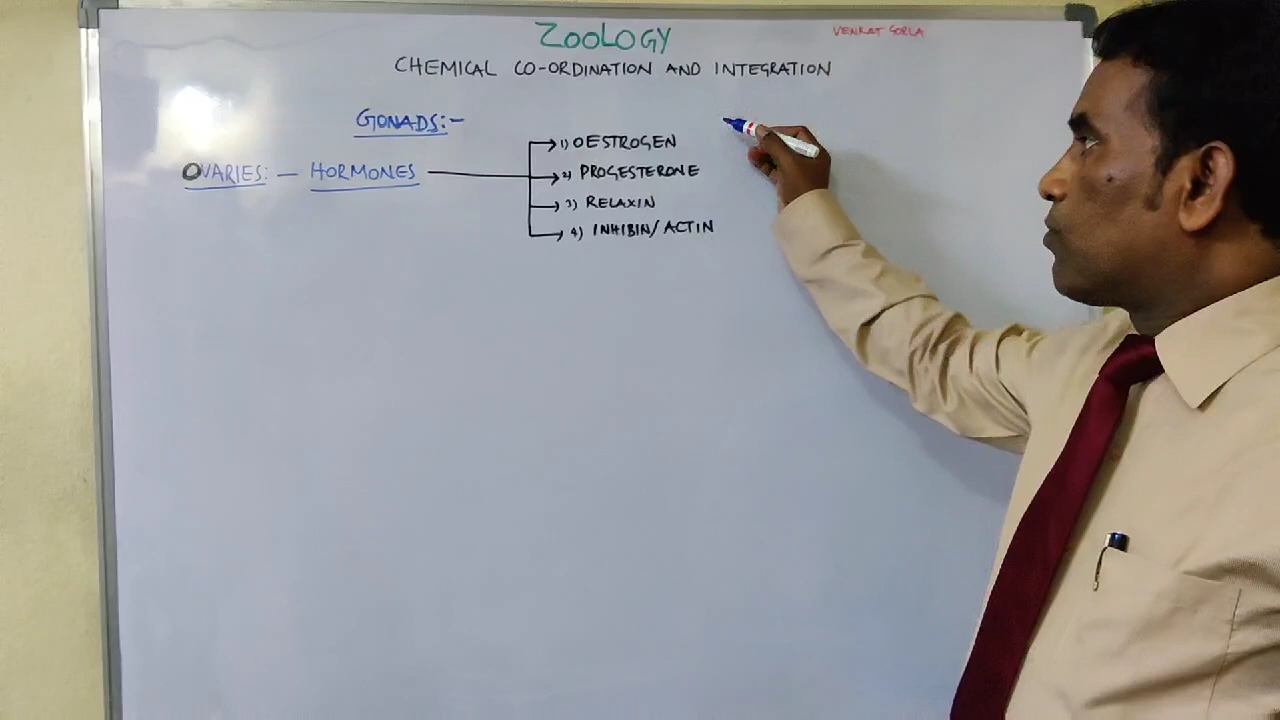 ZOOLOGY
VENKAT GORLA
CHEMICAL CO-ORDINATION AND INTEGRATION
GONADS:-
OVARIES: - HORMONES
1) OESTROGEN
2) PROGESTERONE
3) RELAXIN
4) INHIBIN/ACTIN